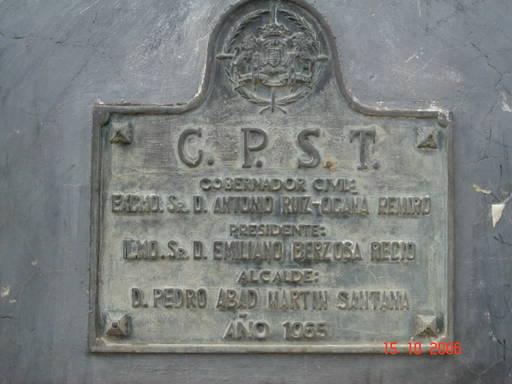 C. P. S. T.
GOBERNADOR CIVIL:
EXCMO. SR. D. ANTONIO RUIZ-OCAÑA REMIRO
PRESIDENTE:
ILMO. SR. D. EMILIANO BERZOSA RECIO
ALCALDE:
D. PEDRO ABAD MARTIN SANTANA
AÑO 1965
15 10 2006